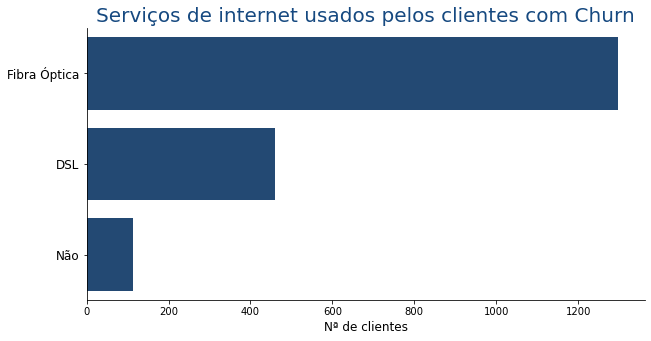 Serviços de internet usados pelos clientes com Churn
Fibra Óptica
DSL
Não
0 200 400 600 800 1000 1200
Nª de clientes